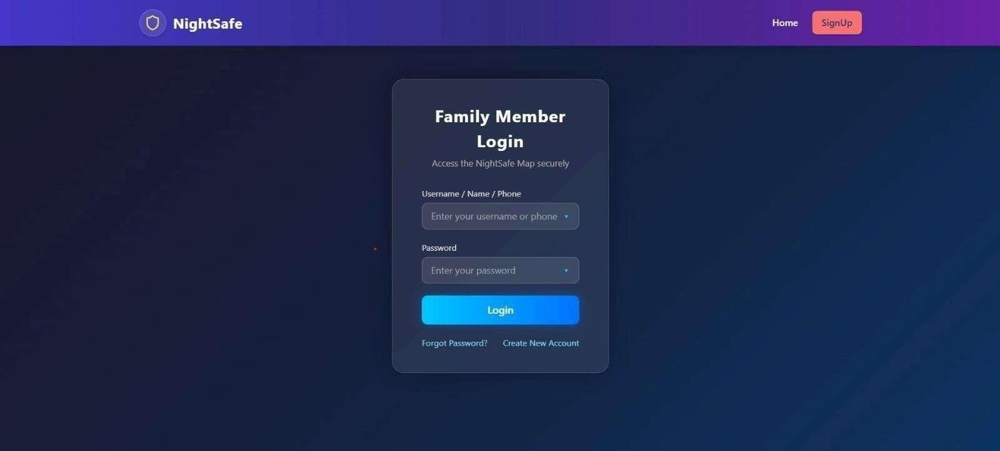 NightSafe
Home
SignUp
Family Member
Login
Access the NightSafe Map securely
Username / Name / Phone
Enter your username or phone
Password
Enter your password
Login
Forgot Password?
Create New Account